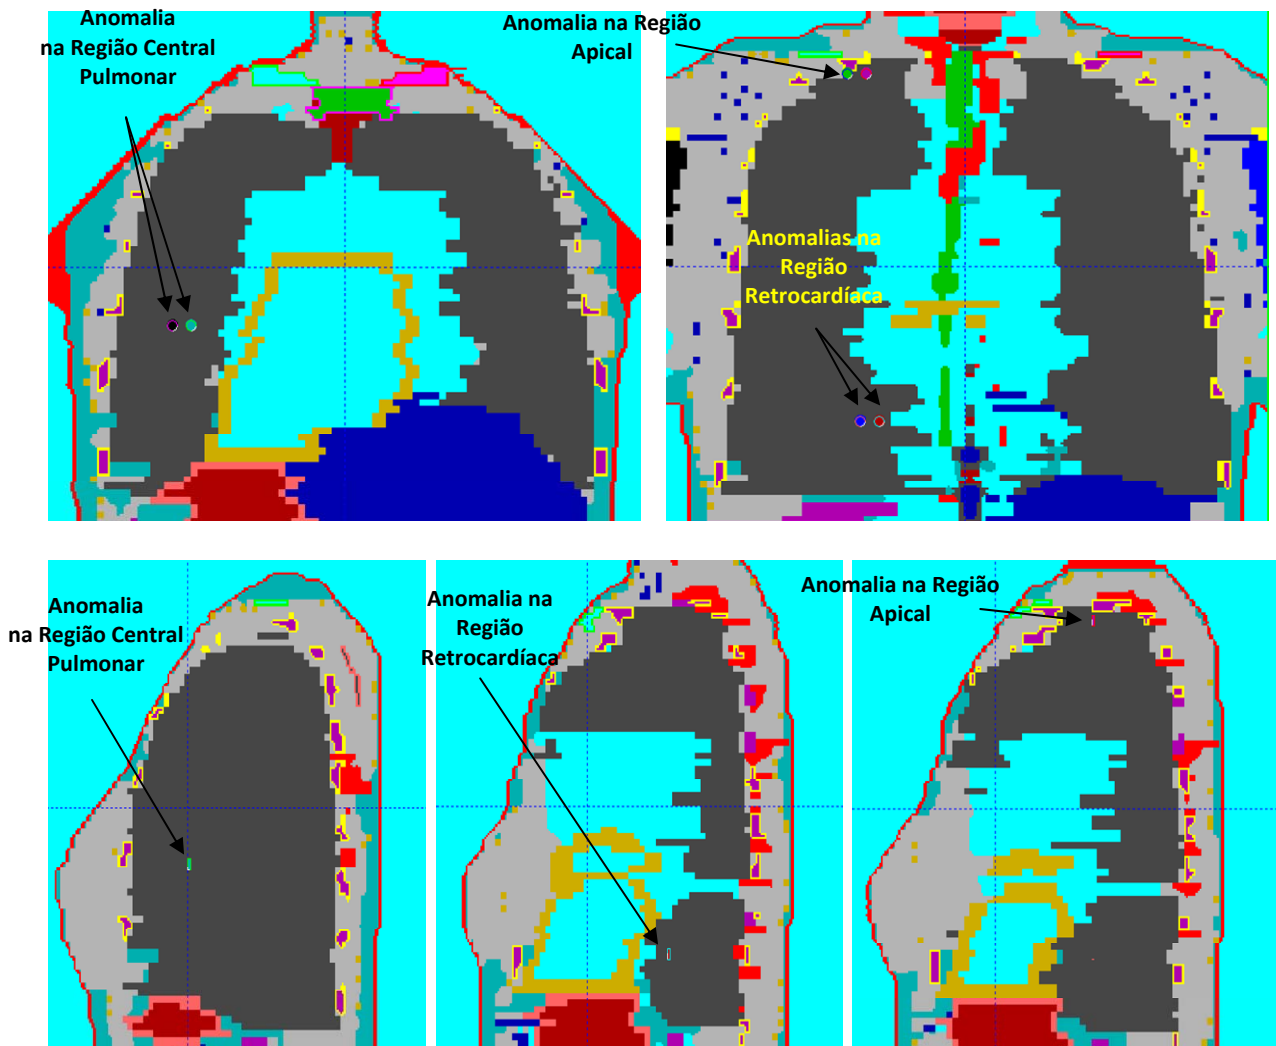 Anomalia
na Região Central
Pulmonar
Anomalia na Região
Apical
Anomalias na
Região
Retrocardíaca
Anomalia
na Região Central
Pulmonar
Anomalia na
Região
Retrocardíaca
Anomalia na Região
Apical